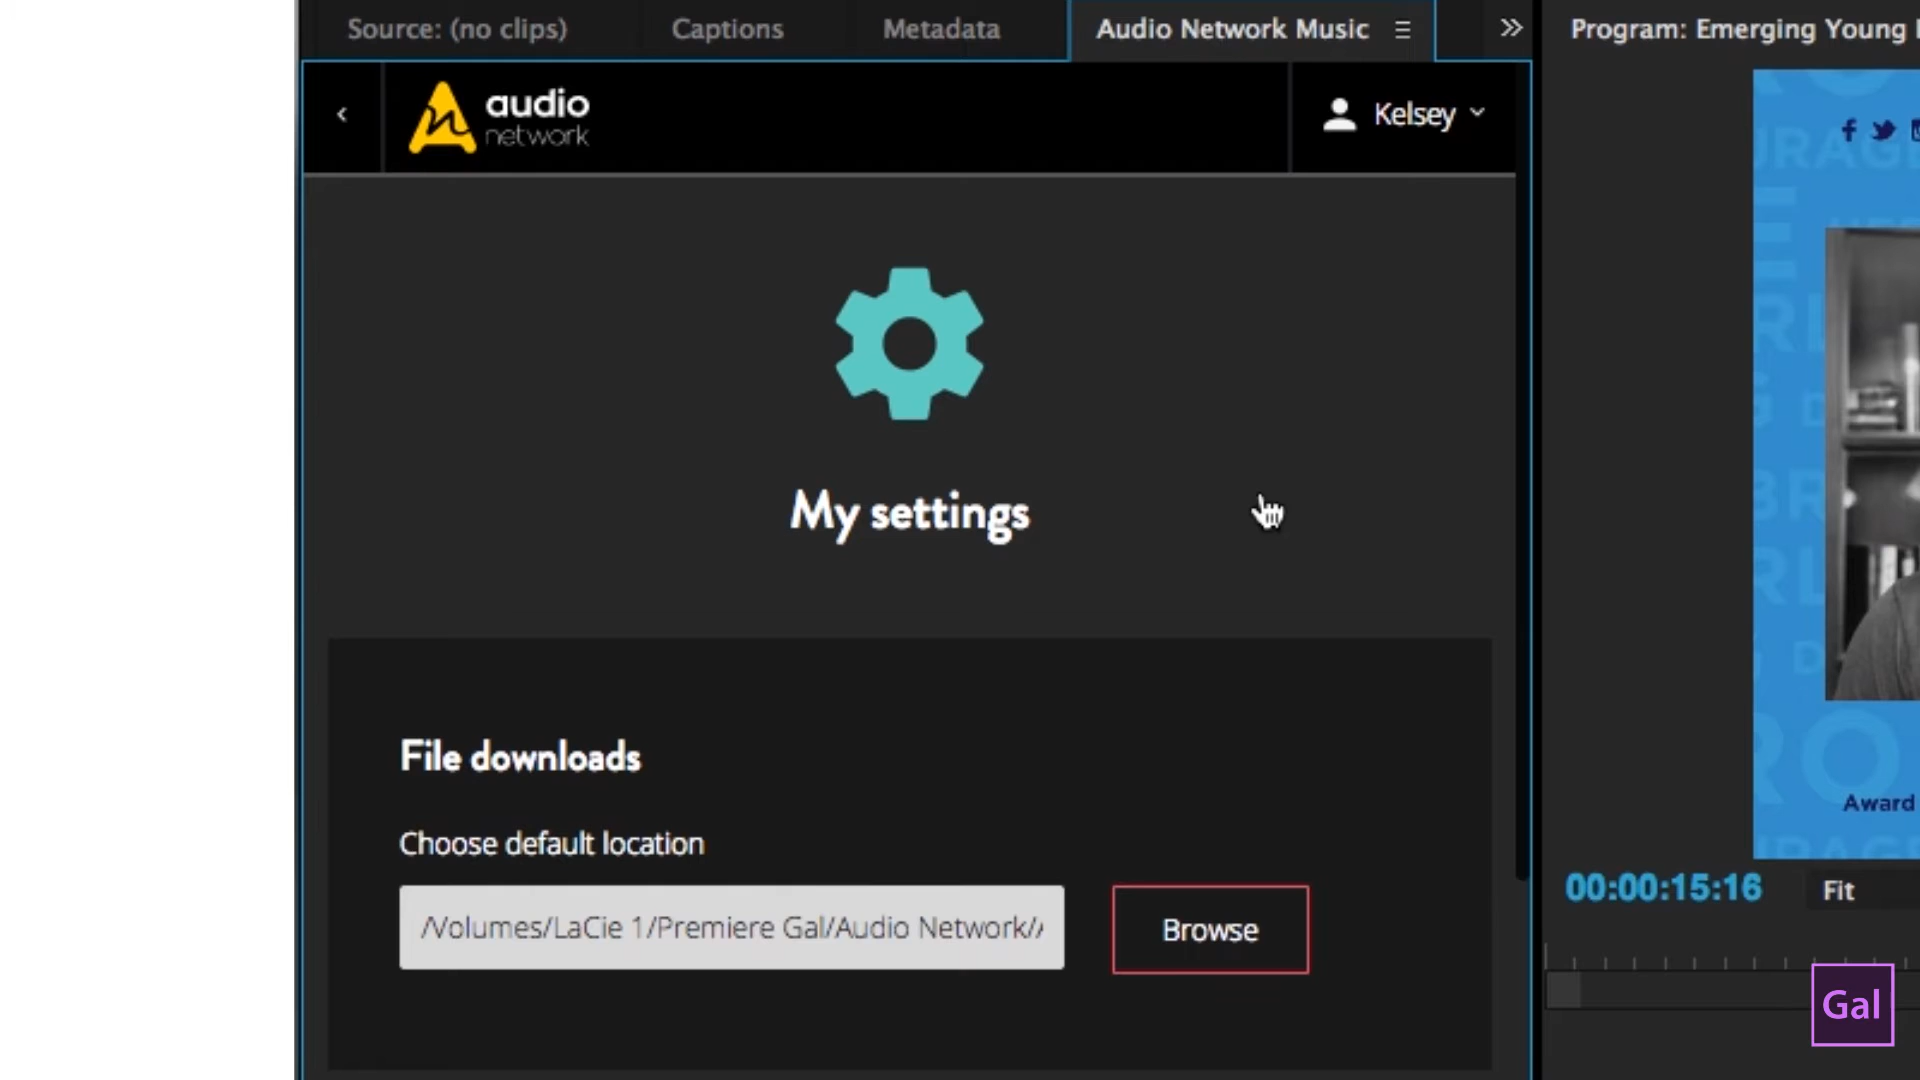 Source: (no clips) Captions Metadata Audio Network Music
Program: Emerging Young
audio
network
Kelsey
My settings
File downloads
Choose default location
/Volumes/LaCie 1/Premiere Gal/Audio Network//
Browse
Award
00:00:15:16 Fit
Gal